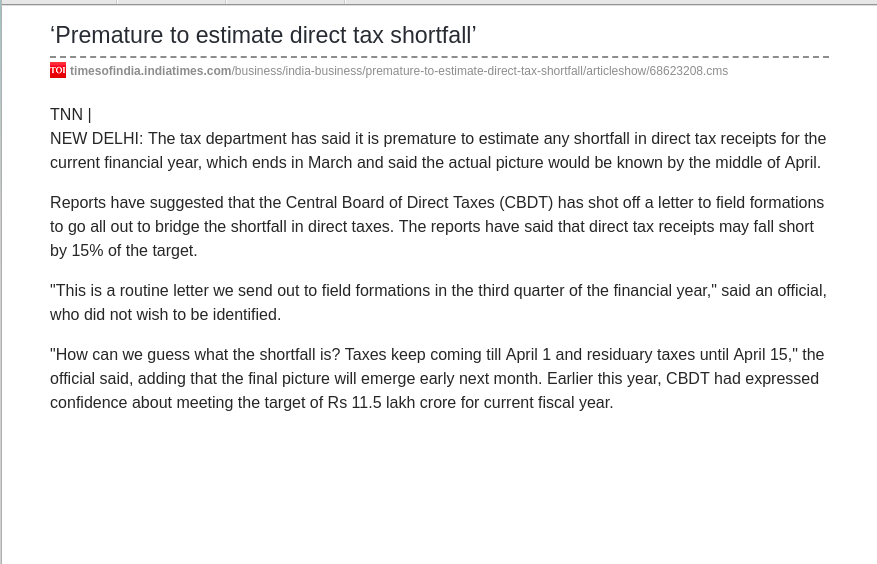 ‘Premature to estimate direct tax shortfall’
TOI timesofindia.indiatimes.com/business/india-business/premature-to-estimate-direct-tax-shortfall/articleshow/68623208.cms
TNN |
NEW DELHI: The tax department has said it is premature to estimate any shortfall in direct tax receipts for the
current financial year, which ends in March and said the actual picture would be known by the middle of April.
Reports have suggested that the Central Board of Direct Taxes (CBDT) has shot off a letter to field formations
to go all out to bridge the shortfall in direct taxes. The reports have said that direct tax receipts may fall short
by 15% of the target.
"This is a routine letter we send out to field formations in the third quarter of the financial year," said an official,
who did not wish to be identified.
"How can we guess what the shortfall is? Taxes keep coming till April 1 and residuary taxes until April 15," the
official said, adding that the final picture will emerge early next month. Earlier this year, CBDT had expressed
confidence about meeting the target of Rs 11.5 lakh crore for current fiscal year.